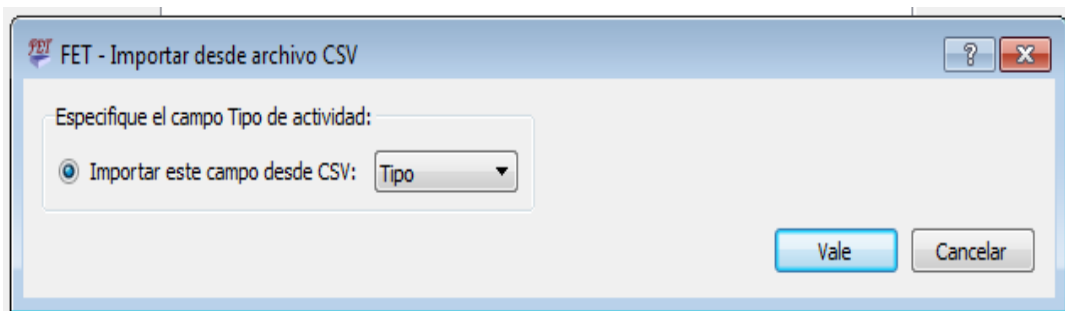 FET - Importar desde archivo CSV
Especifique el campo Tipo de actividad:
Importar este campo desde CSV: Tipo
Vale Cancelar